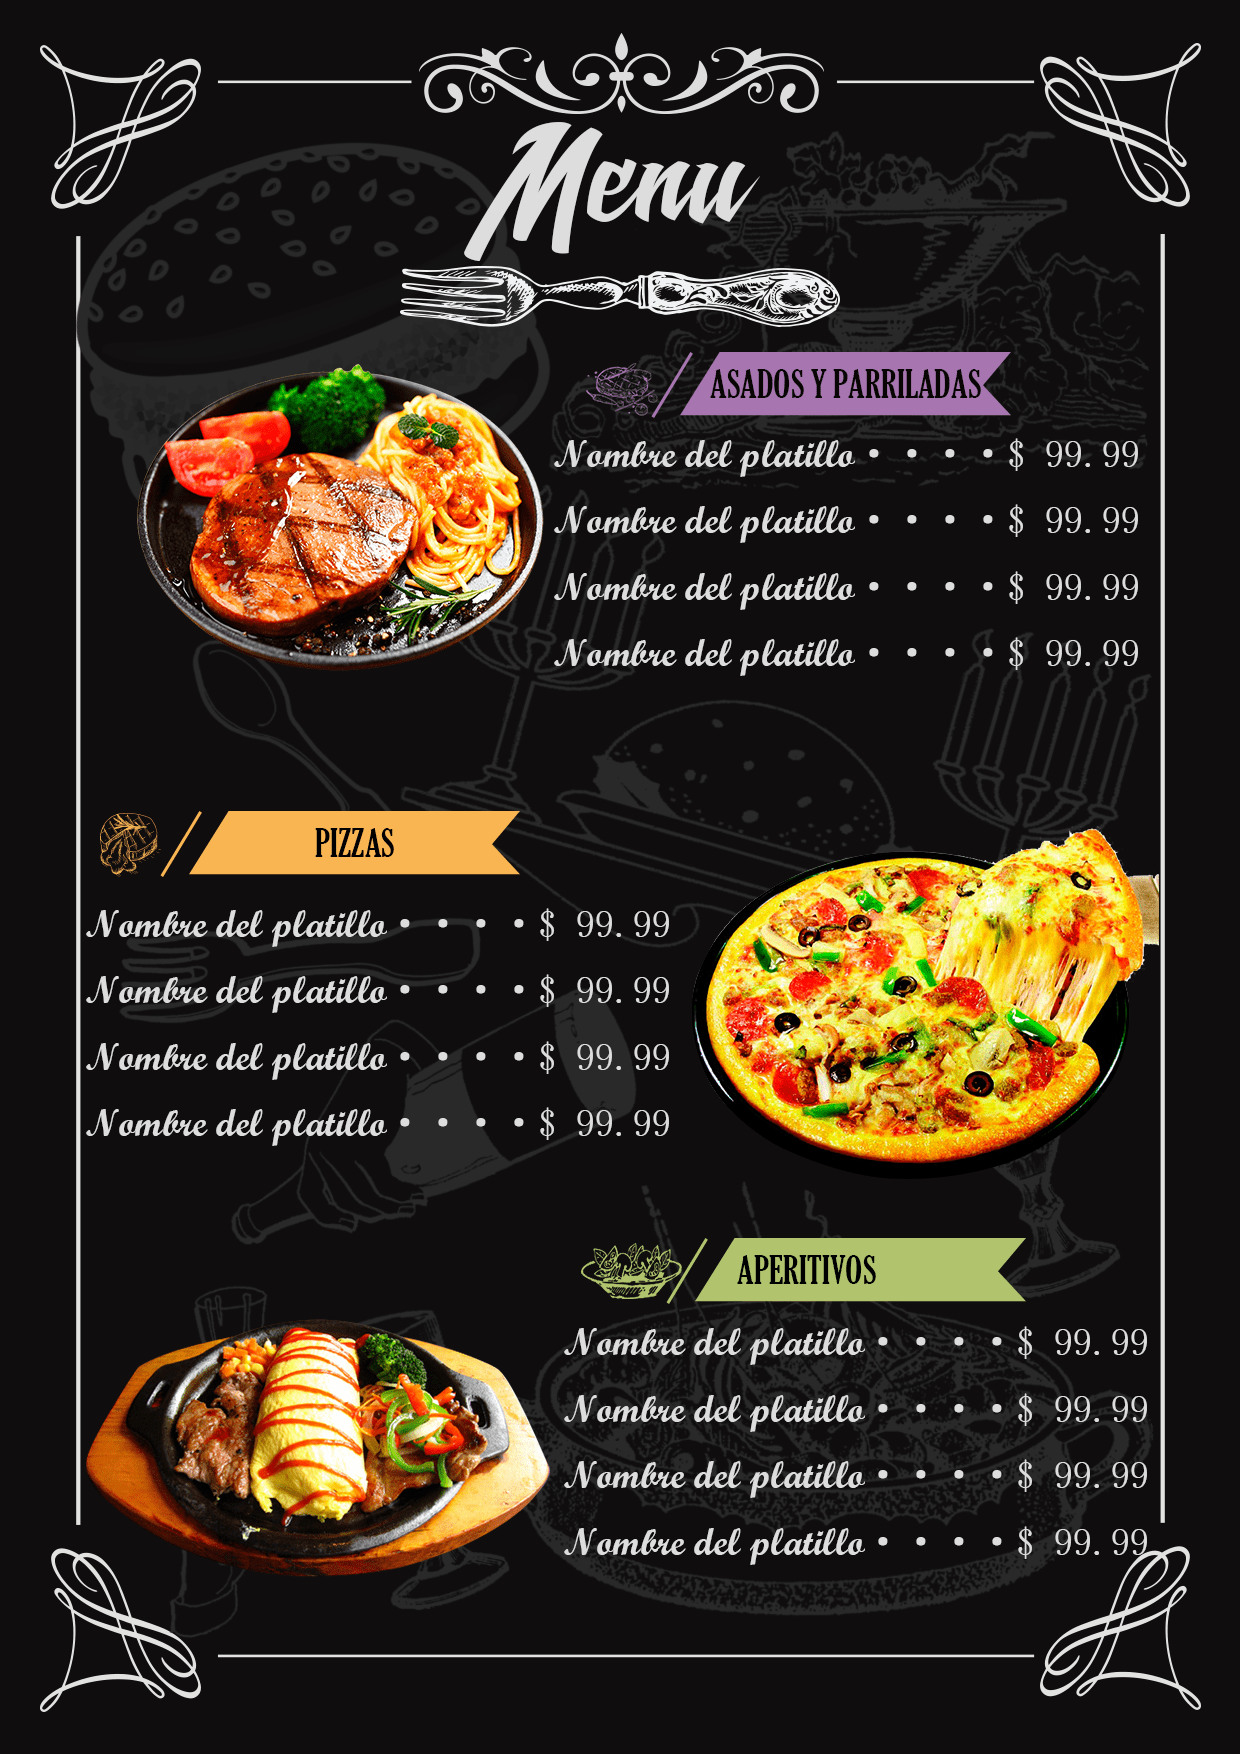 Menu
ASADOS Y PARRILADAS
Nombre del platillo • • • • $ 99.99
Nombre del platillo • • • • $ 99.99
Nombre del platillo • • • • $ 99.99
Nombre del platillo • • • • $ 99.99
PIZZAS
Nombre del platillo • • • • $ 99.99
Nombre del platillo • • • • $ 99.99
Nombre del platillo • • • • $ 99.99
Nombre del platillo • • • • $ 99.99
APERITIVOS
Nombre del platillo • • • • $ 99.99
Nombre del platillo • • • • $ 99.99
Nombre del platillo • • • • $ 99.99
Nombre del platillo • • • • $ 99.99